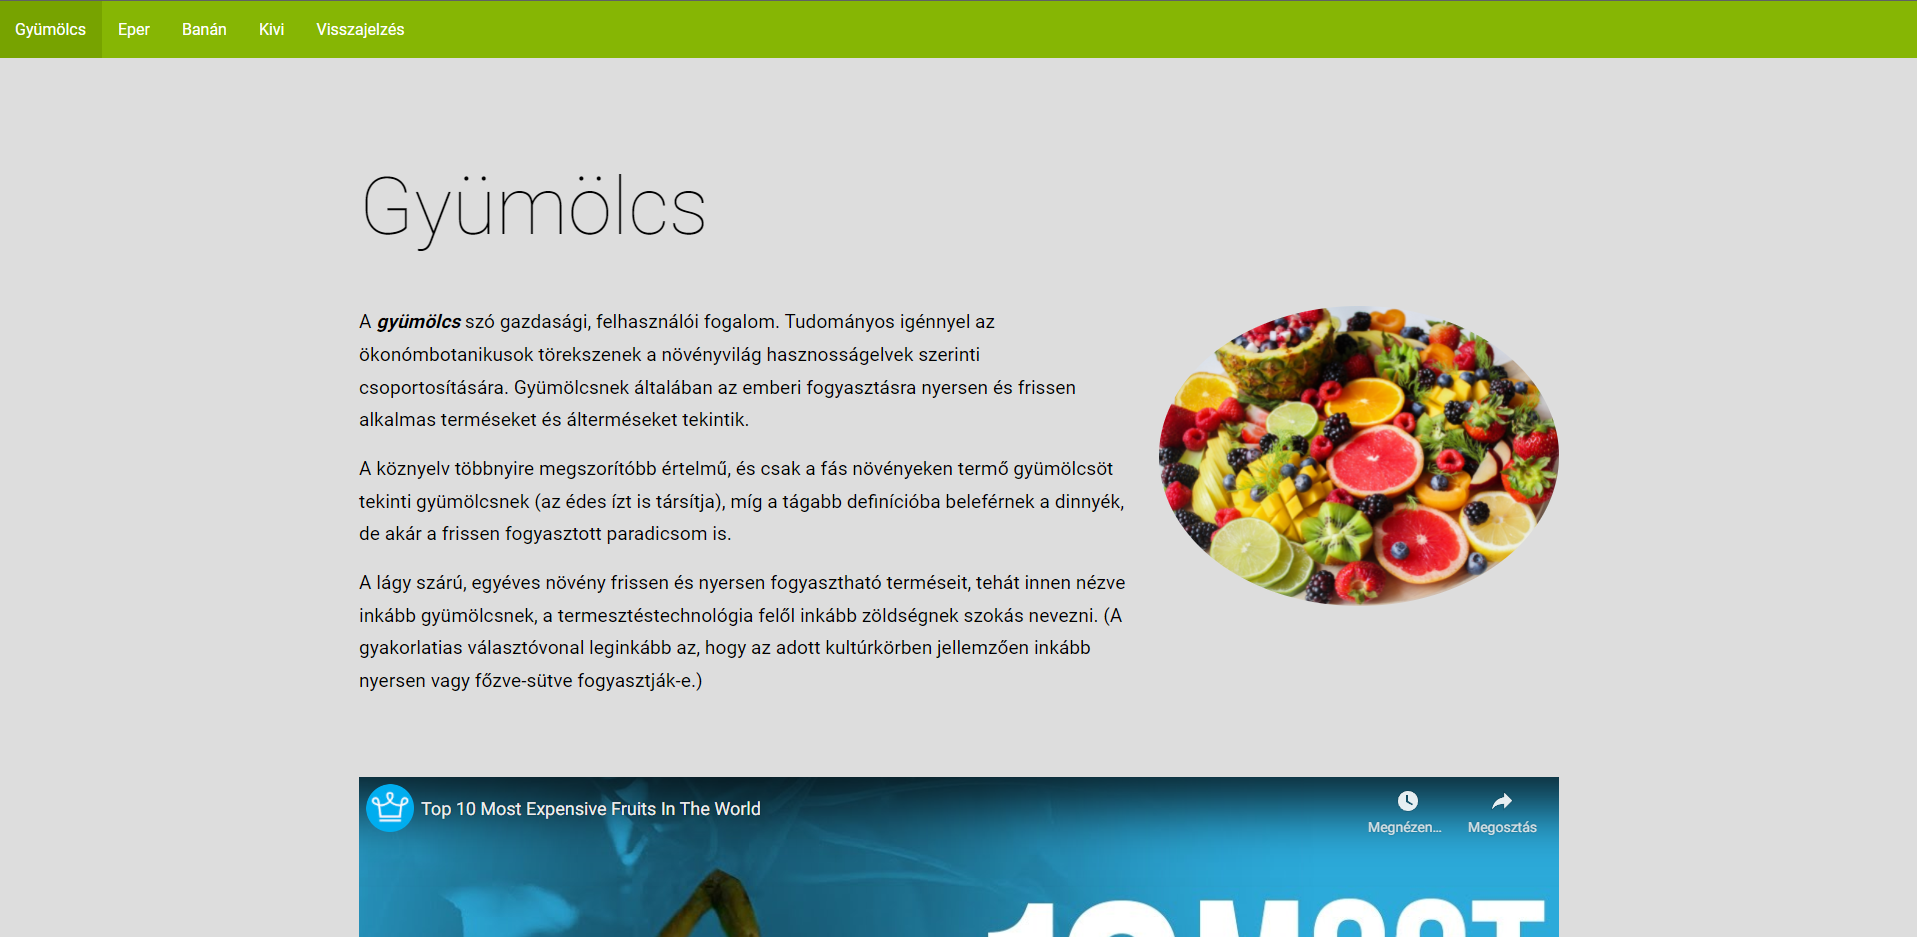 Gyümölcs Eper Banán Kivi Visszajelzés
Gyümölcs
A gyümölcs szó gazdasági, felhasználói fogalom. Tudományos igénnyel az
ökonómbotanikusok törekszenek a növényvilág hasznosságelvek szerinti
csoportosítására. Gyümölcsnek általában az emberi fogyasztásra nyersen és frissen
alkalmas terméseket és álterméseket tekintik.
A köznyelv többnyire megszorítóbb értelmű, és csak a fás növényeken termő gyümölcsöt
tekinti gyümölcsnek (az édes ízt is társítja), míg a tágabb definícióba beleférnek a dinnyék,
de akár a frissen fogyasztott paradicsom is.
A lágy szárú, egyéves növény frissen és nyersen fogyasztható terméseit, tehát innen nézve
inkább gyümölcsnek, a termesztéstechnológia felől inkább zöldségnek szokás nevezni. (A
gyakorlatias választóvonal leginkább az, hogy az adott kultúrkörben jellemzően inkább
nyersen vagy főzve-sütve fogyasztják-e.)
Top 10 Most Expensive Fruits In The World
Megnézen... Megosztás
10 MOST